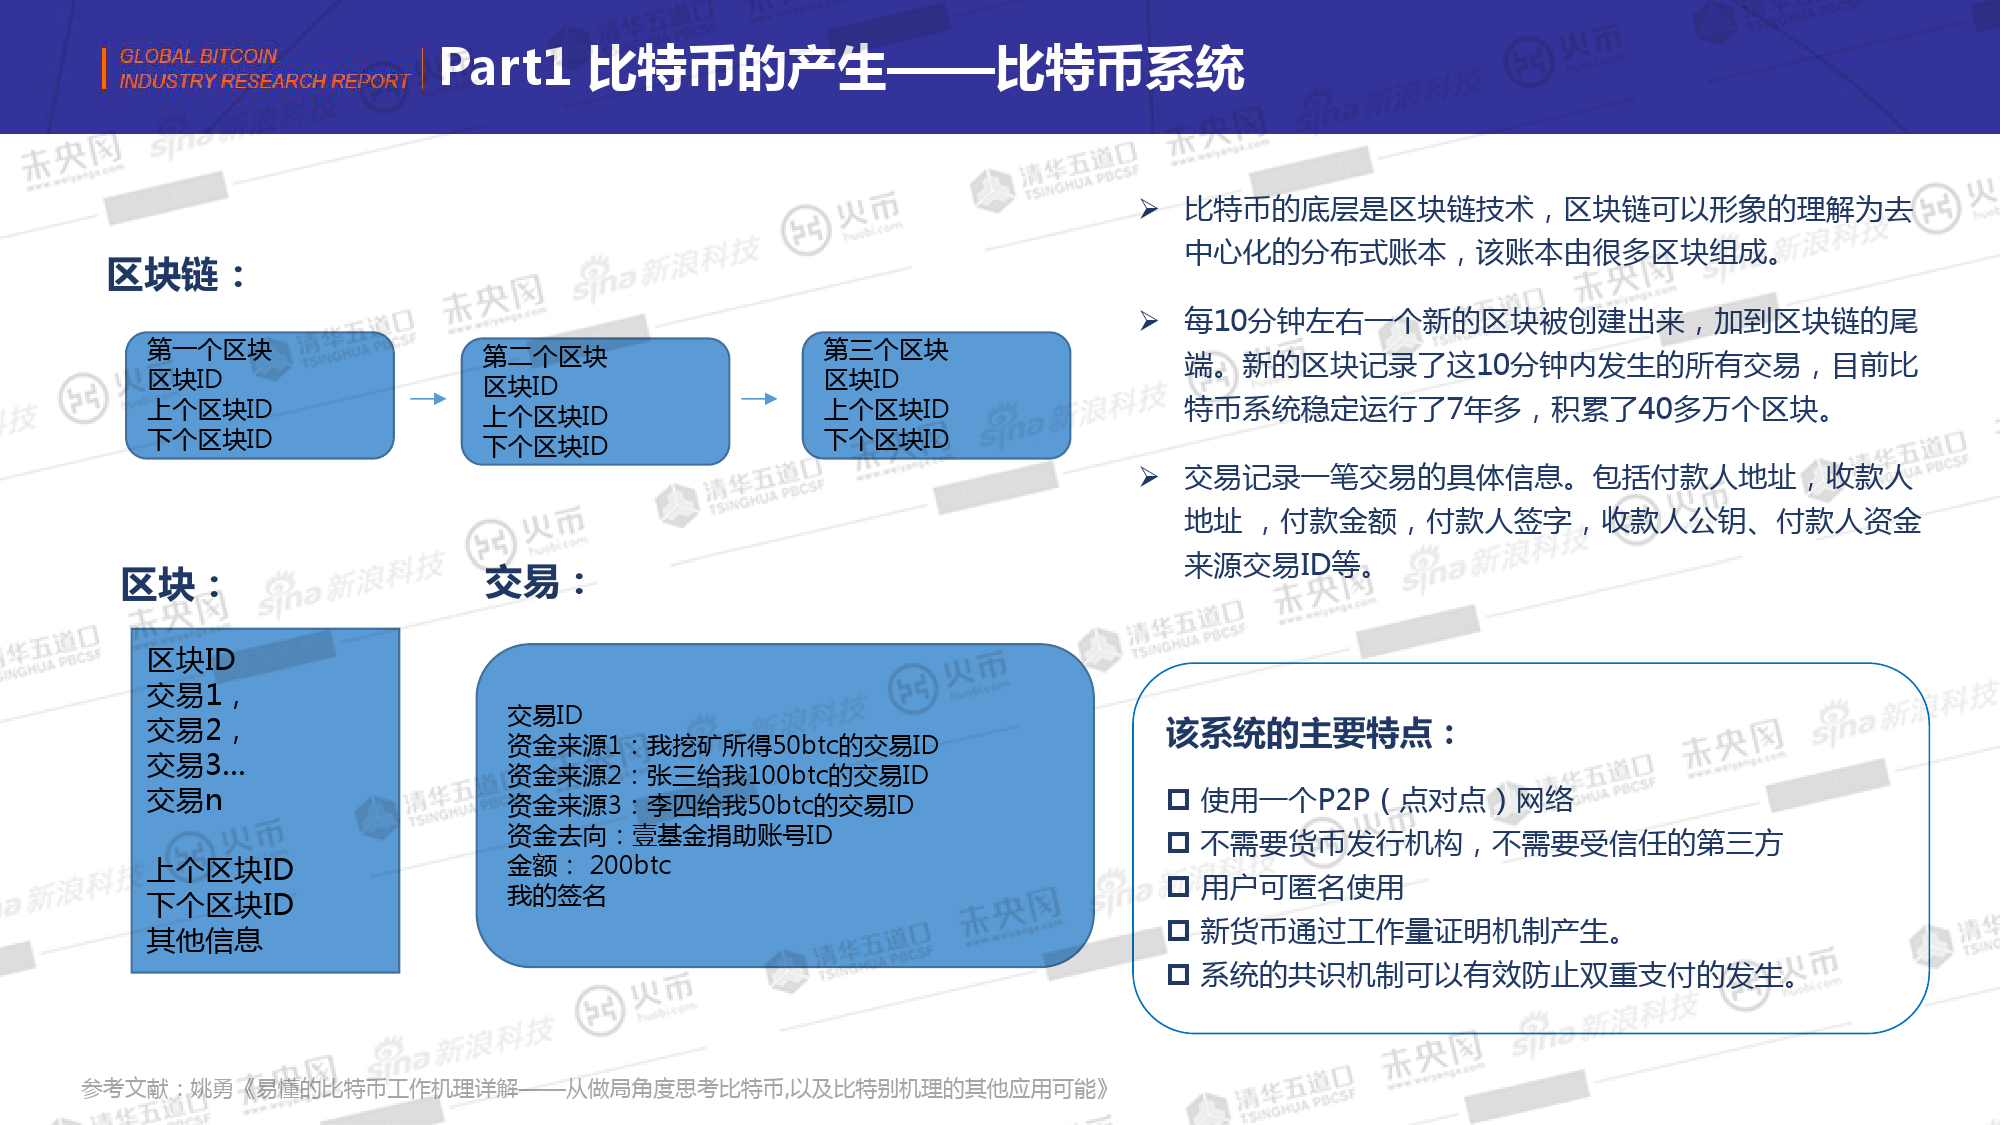 GLOBAL BITCOIN
INDUSTRY RESEARCH REPORT
Part1 比特币的产生——比特币系统
区块链：
第一个区块
区块ID
上个区块ID
下个区块ID
第二个区块
区块ID
上个区块ID
下个区块ID
第三个区块
区块ID
上个区块ID
下个区块ID
区块：
区块ID
交易1，
交易2，
交易3...
交易n
上个区块ID
下个区块ID
其他信息
交易：
交易ID
资金来源1：我挖矿所得50btc的交易ID
资金来源2：张三给我100btc的交易ID
资金来源3：李四给我50btc的交易ID
资金去向：壹基金捐助账号ID
金额： 200btc
我的签名
比特币的底层是区块链技术，区块链可以形象的理解为去
中心化的分布式账本，该账本由很多区块组成。
每10分钟左右一个新的区块被创建出来，加到区块链的尾
端。新的区块记录了这10分钟内发生的所有交易，目前比
特币系统稳定运行了7年多，积累了40多万个区块。
交易记录一笔交易的具体信息。包括付款人地址，收款人
地址 ，付款金额，付款人签字，收款人公钥、付款人资金
来源交易ID等。
该系统的主要特点：
使用一个P2P（点对点）网络
不需要货币发行机构，不需要受信任的第三方
用户可匿名使用
新货币通过工作量证明机制产生。
系统的共识机制可以有效防止双重支付的发生。
参考文献：姚勇《易懂的比特币工作机理详解——从做局角度思考比特币,以及比特别机理的其他应用可能》
未央网
www.weiyangx.com
sina新浪科技
火币
huobi.com
清华五道口
TSINGHUA PBCSF